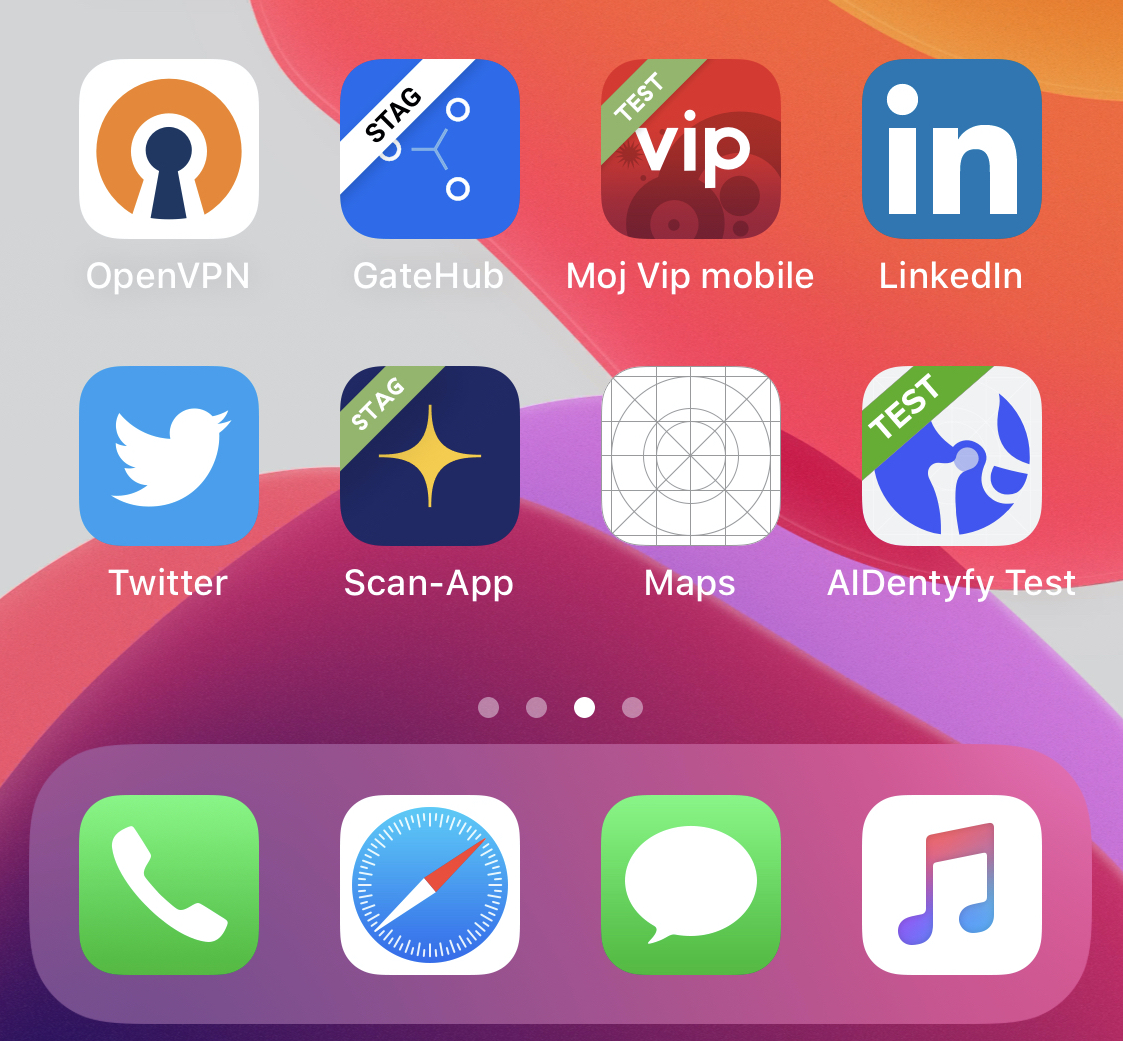 STAG
TEST
vip
in
OpenVPN
GateHub
Moj Vip mobile
LinkedIn
STAG
TEST
Twitter
Scan-App
Maps
AIDentyfy Test